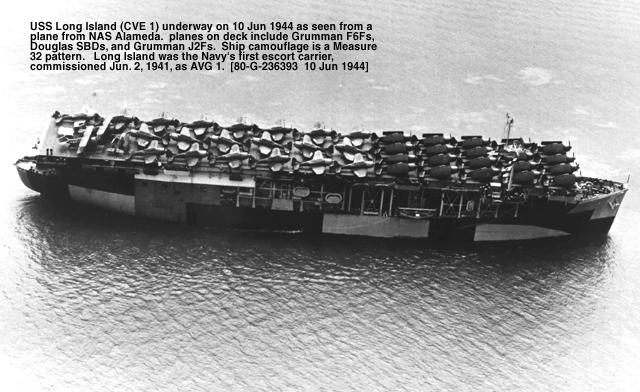 USS Long Island (CVE 1) underway on 10 Jun 1944 as seen from a
plane from NAS Alameda. planes on deck include Grumman F6Fs,
Douglas SBDs, and Grumman J2Fs. Ship camouflage is a Measure
32 pattern. Long Island was the Navy's first escort carrier,
commissioned Jun. 2, 1941, as AVG 1. [80-G-236393 10 Jun 1944]